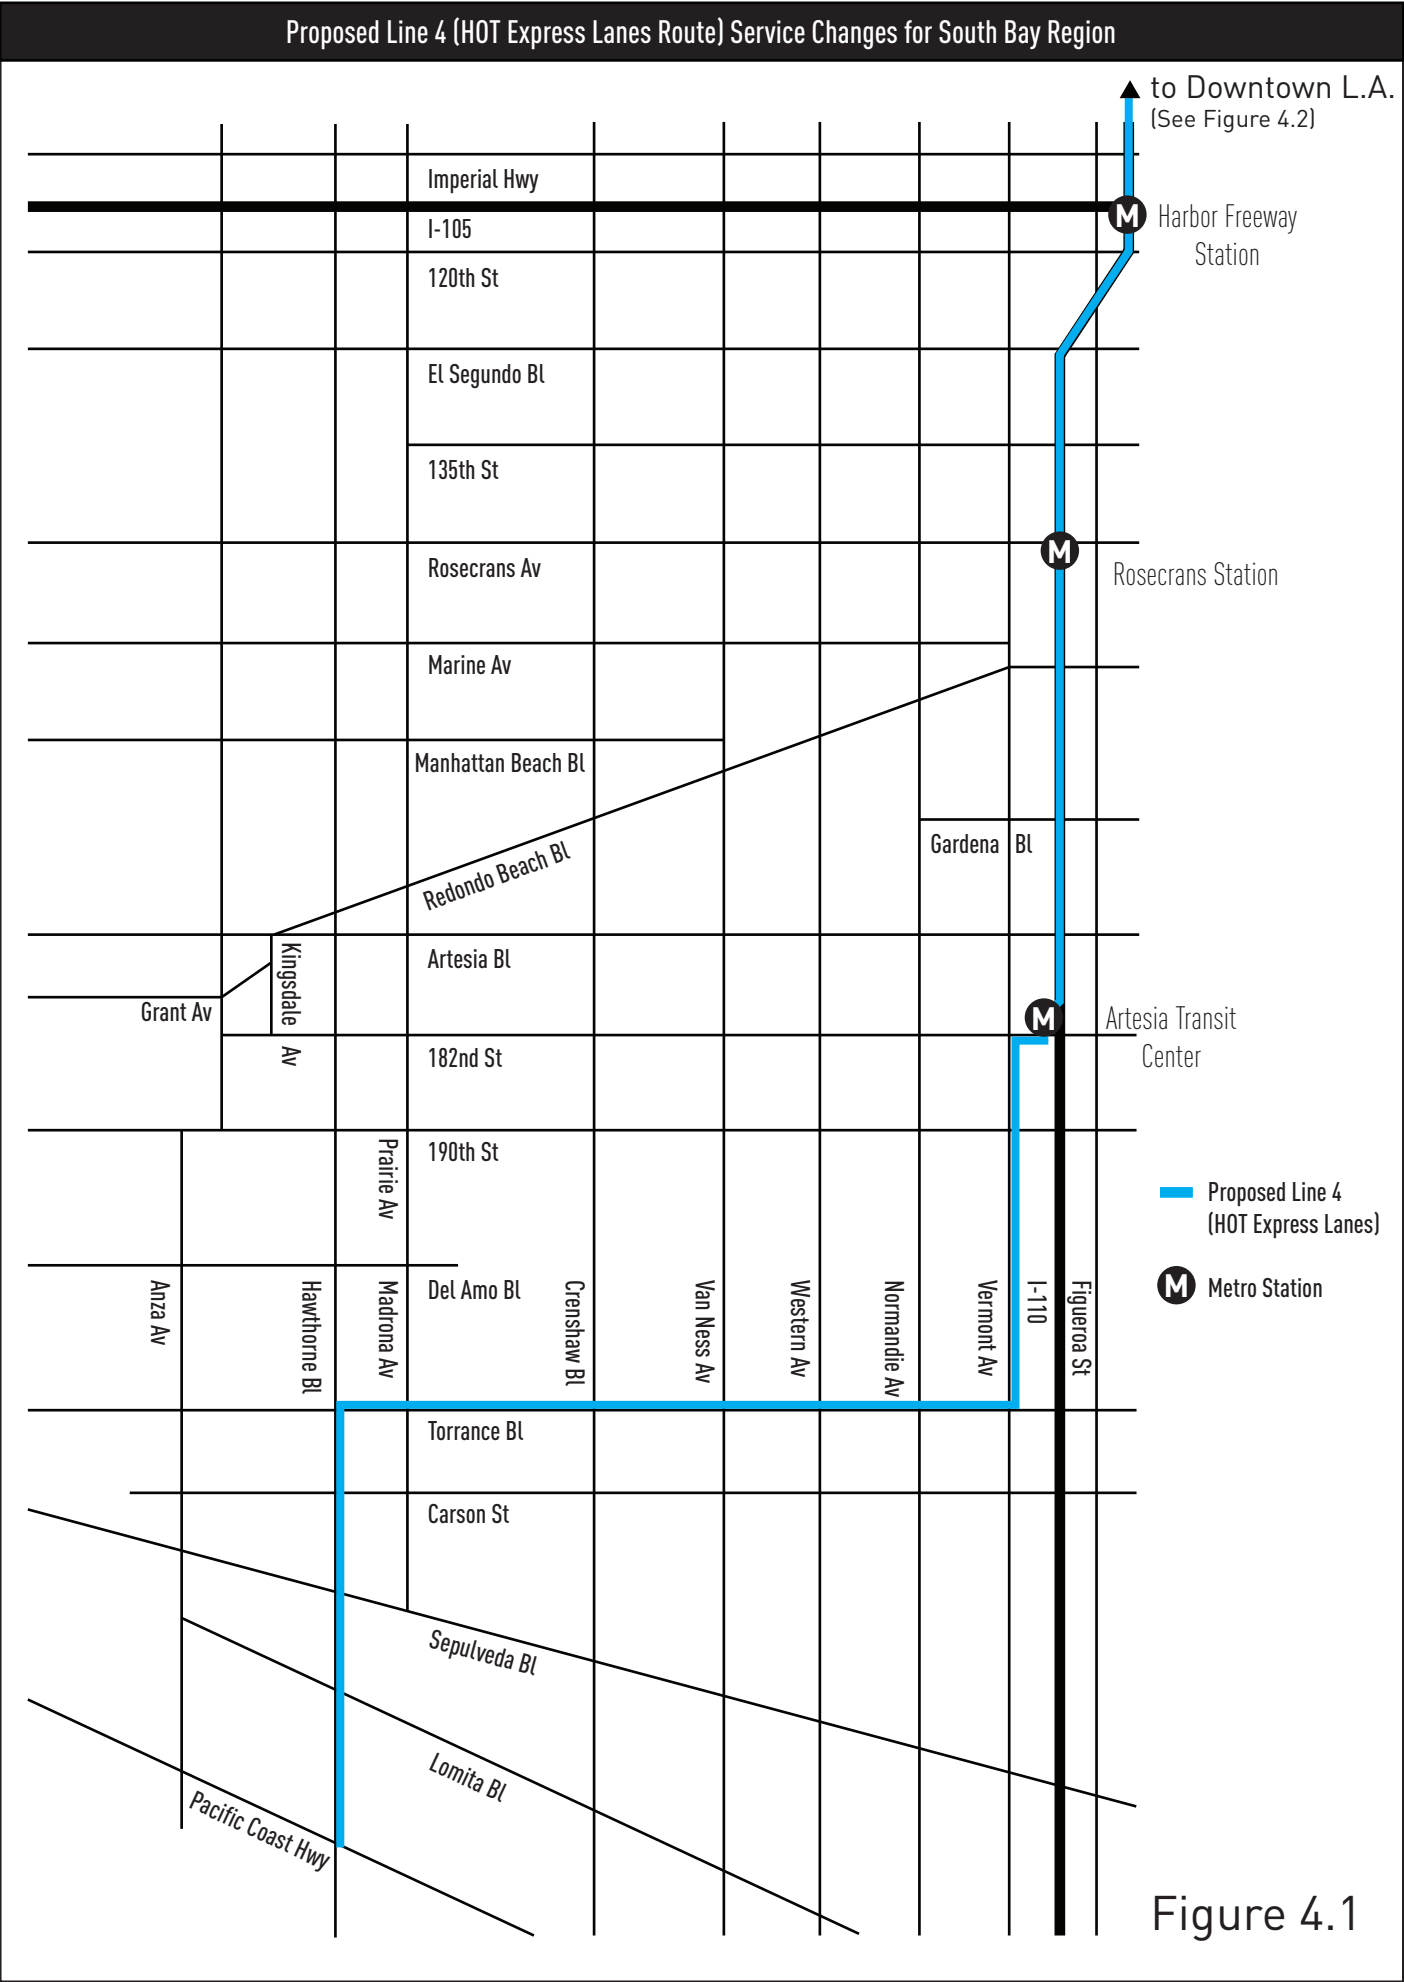 Proposed Line 4 (HOT Express Lanes Route) Service Changes for South Bay Region
to Downtown L.A.
(See Figure 4.2)
Imperial Hwy
M
Harbor Freeway
Station
I-105
120th St
El Segundo Bl
135th St
M
Rosecrans Av
Rosecrans Station
Marine Av
Manhattan Beach Bl
Gardena Bl
Redondo Beach Bl
Kingsdale Av
Artesia Bl
Grant Av
M
Artesia Transit
Center
182nd St
Prairie Av
190th St
Proposed Line 4
(HOT Express Lanes)
M
Metro Station
Anza Av
Hawthorne Bl
Madrona Av
Del Amo Bl
Crenshaw Bl
Van Ness Av
Western Av
Normandie Av
Vermont Av
I-110
Figueroa St
Torrance Bl
Carson St
Sepulveda Bl
Lomita Bl
Pacific Coast Hwy
Figure 4.1